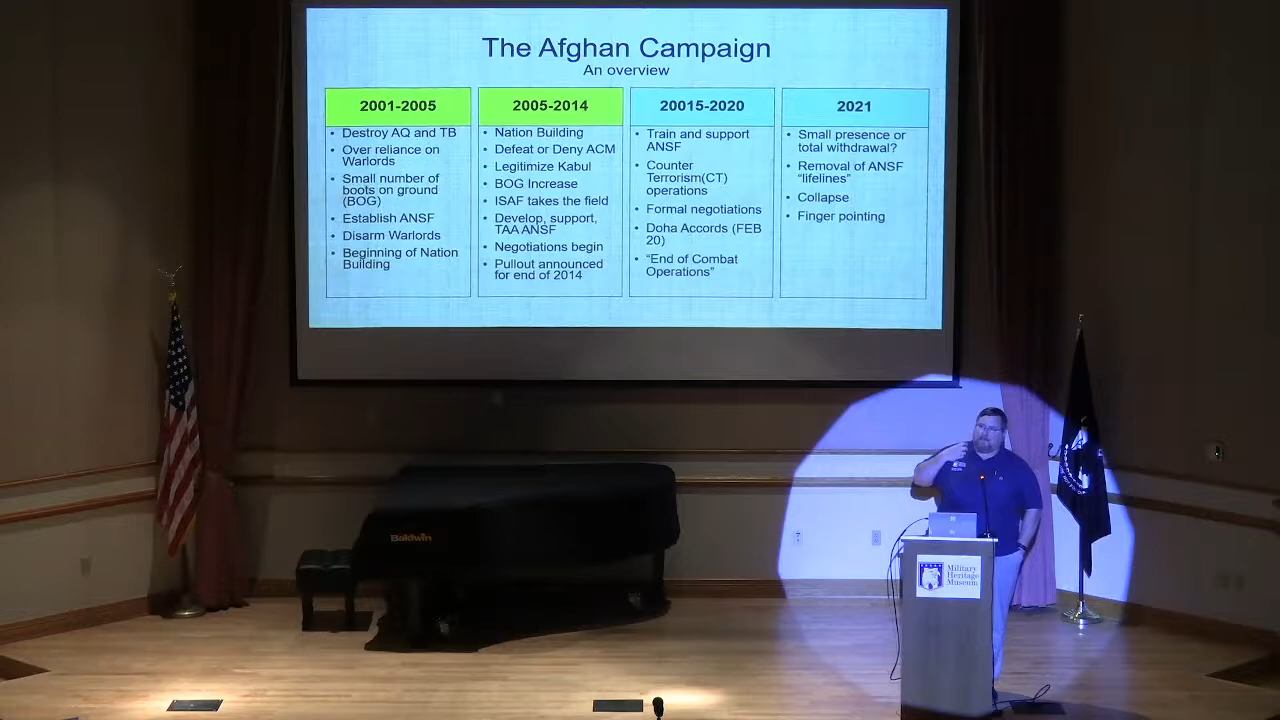 The Afghan Campaign
An overview
2001-2005
• Destroy AQ and TB
• Over reliance on
Warlords
• Small number of
boots on ground
(BOG)
• Establish ANSF
• Disarm Warlords
• Beginning of Nation
Building
2005-2014
• Nation Building
• Defeat or Deny ACM
• Legitimize Kabul
• BOG Increase
• ISAF takes the field
• Develop, support,
TAA ANSF
• Negotiations begin
• Pullout announced
for end of 2014
20015-2020
• Train and support
ANSF
• Counter
Terrorism(CT)
operations
• Formal negotiations
• Doha Accords (FEB
20)
• “End of Combat
Operations”
2021
• Small presence or
total withdrawal?
• Removal of ANSF
“lifelines”
• Collapse
• Finger pointing
Baldwin
Military
Heritage
Museum